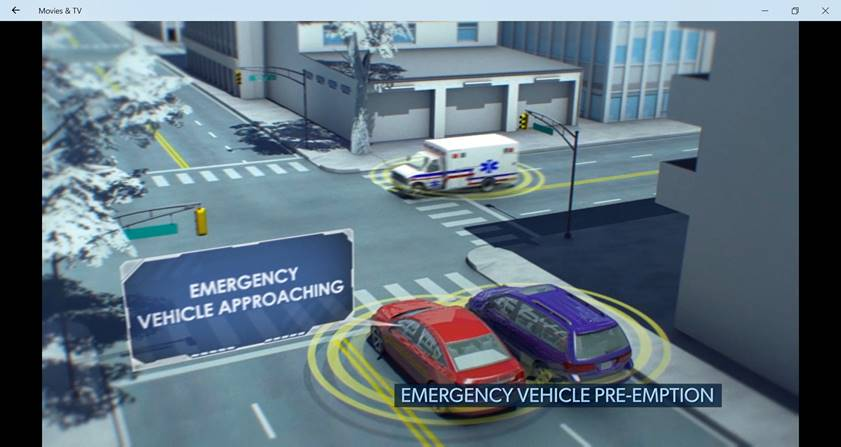 Movies & TV
EMERGENCY
VEHICLE APPROACHING
EMERGENCY VEHICLE PRE-EMPTION